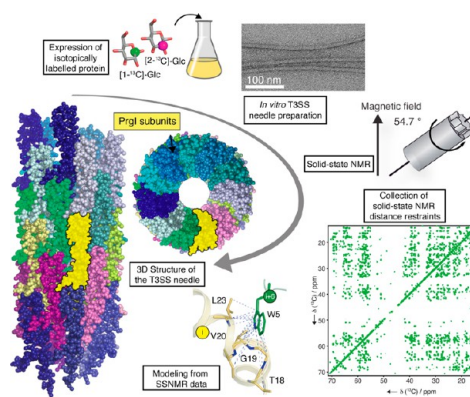 Expression of
isotopically
labelled protein
[2-¹³C]-Glc
[1-¹³C]-Glc
100 nm
In vitro T3SS
needle preparation
Magnetic field
54.7 °
PrgI subunits
Solid-state NMR
Collection of
solid-state NMR
distance restraints
3D Structure of
the T3SS needle
L23
i+5
W5
i
V20
G19
T18
Modeling from
SSNMR data
20
30
40
50
60
70
δ (¹³C) / ppm
70
60
50
40
30
20
δ (¹³C) / ppm